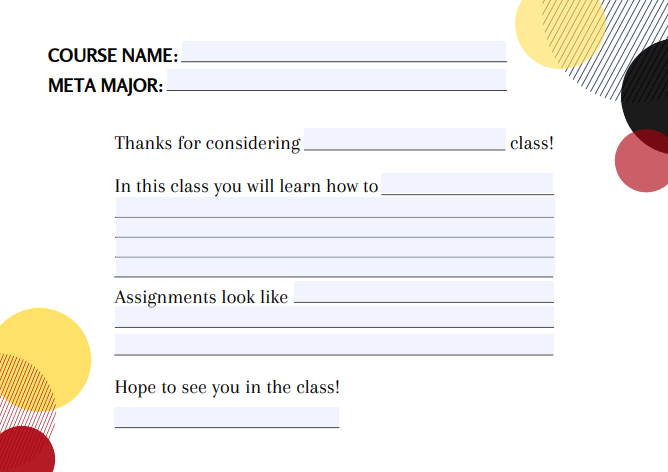 COURSE NAME:
META MAJOR:
Thanks for considering class!
In this class you will learn how to
Assignments look like
Hope to see you in the class!